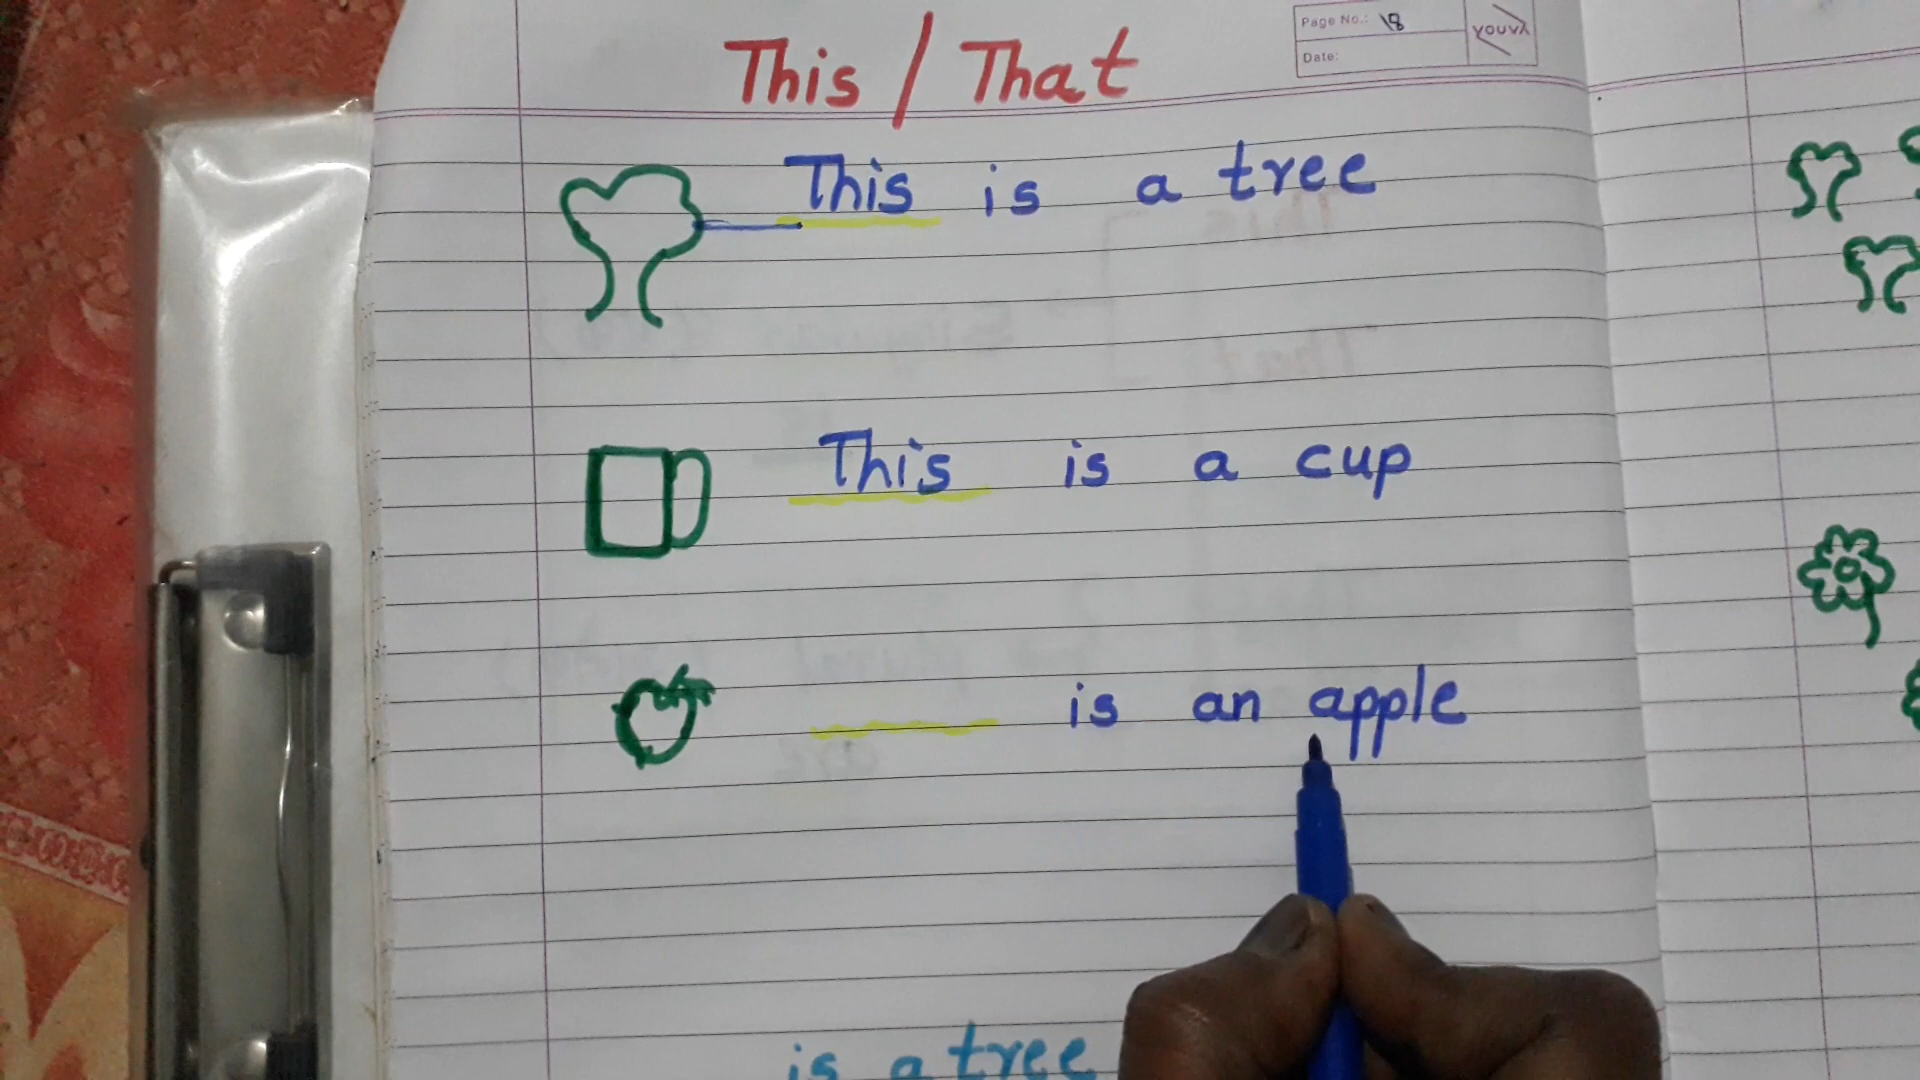 Page No.: 18
Date:
YOUVA
This / That
This is a tree
This is a cup
is an apple
is a tree